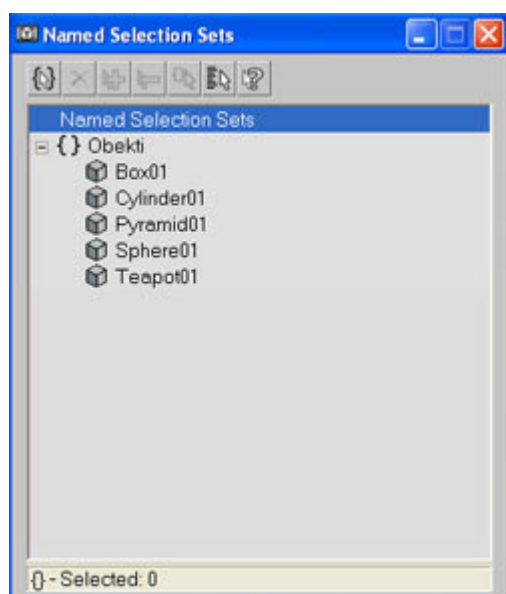 Named Selection Sets
Named Selection Sets
{} Obekti
Box01
Cylinder01
Pyramid01
Sphere01
Teapot01
{} - Selected: 0